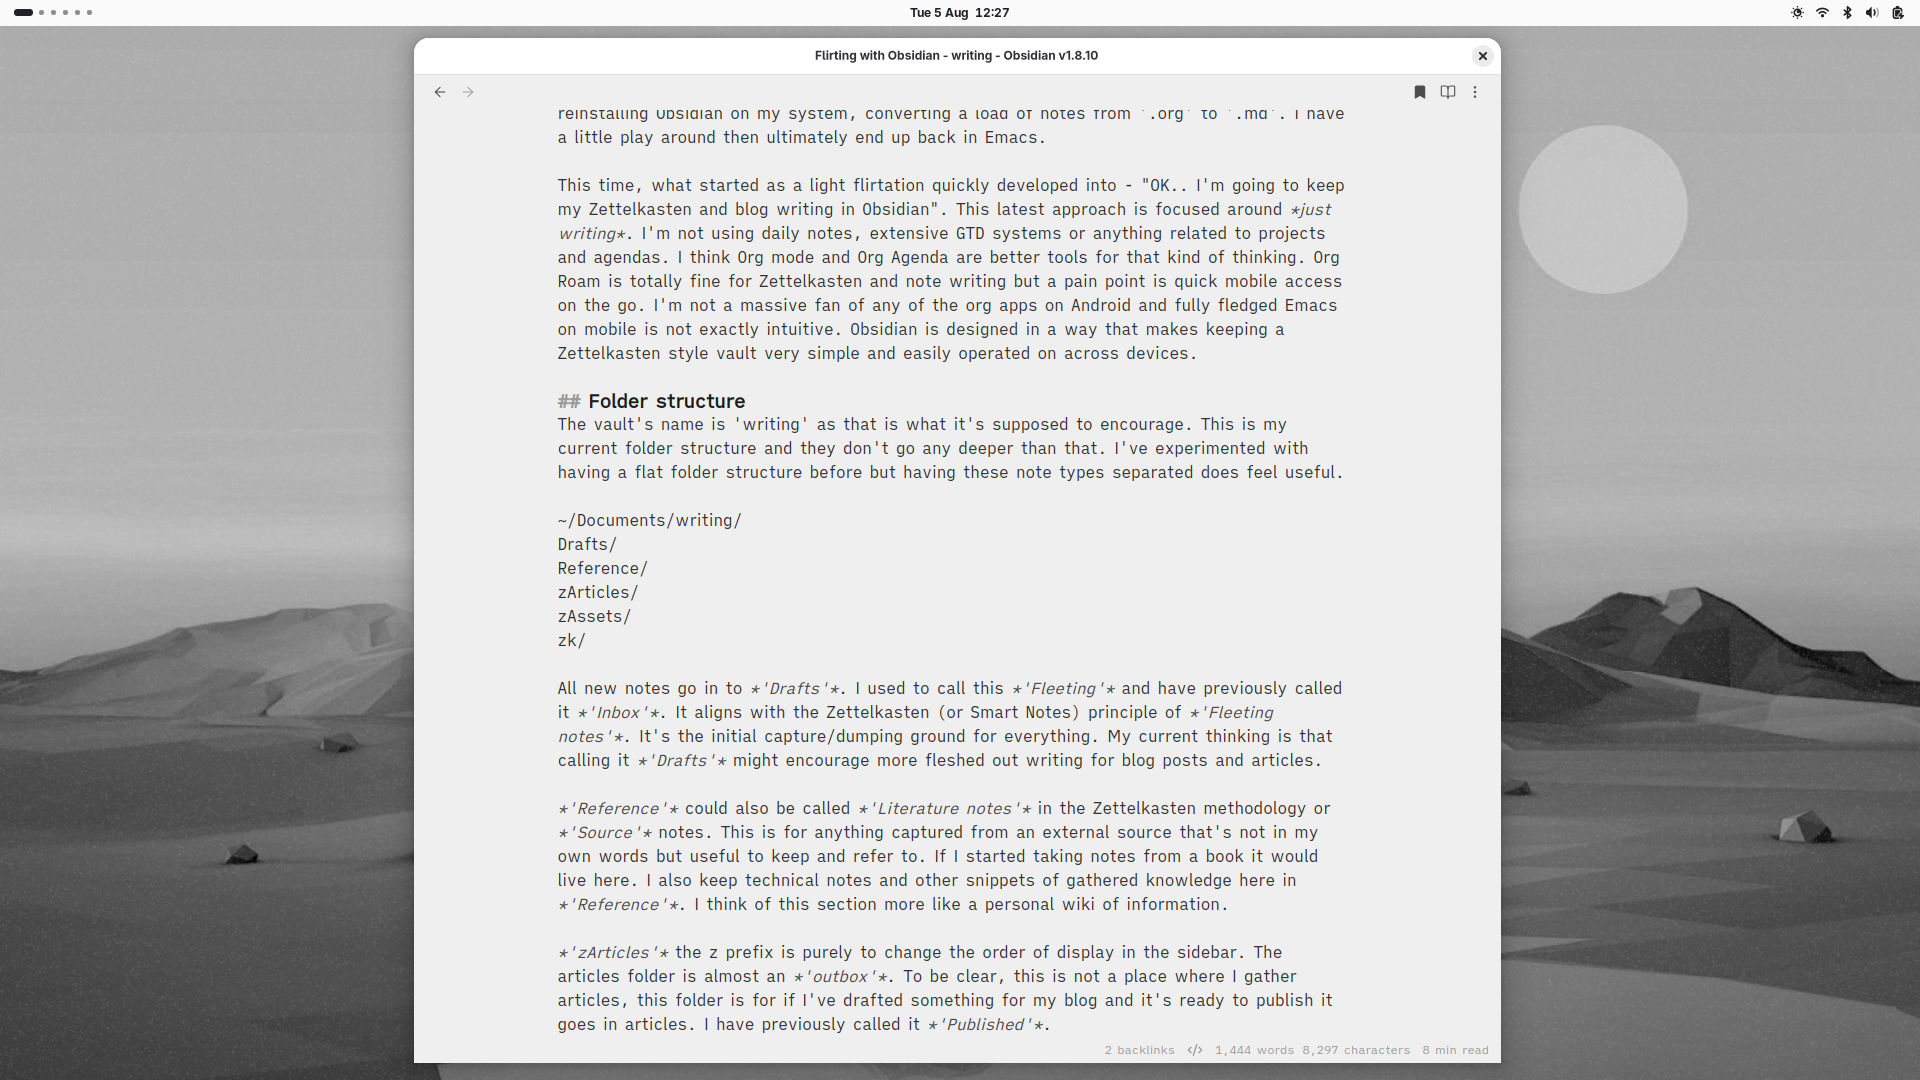 Tue 5 Aug 12:27
Flirting with Obsidian - writing - Obsidian v1.8.10
reinstalling Obsidian on my system, converting a load of notes from `.org` to `.md`. I have
a little play around then ultimately end up back in Emacs.
This time, what started as a light flirtation quickly developed into - "OK.. I'm going to keep
my Zettelkasten and blog writing in Obsidian". This latest approach is focused around *just
writing*. I'm not using daily notes, extensive GTD systems or anything related to projects
and agendas. I think Org mode and Org Agenda are better tools for that kind of thinking. Org
Roam is totally fine for Zettelkasten and note writing but a pain point is quick mobile access
on the go. I'm not a massive fan of any of the org apps on Android and fully fledged Emacs
on mobile is not exactly intuitive. Obsidian is designed in a way that makes keeping a
Zettelkasten style vault very simple and easily operated on across devices.
## Folder structure
The vault's name is 'writing' as that is what it's supposed to encourage. This is my
current folder structure and they don't go any deeper than that. I've experimented with
having a flat folder structure before but having these note types separated does feel useful.
~/Documents/writing/
Drafts/
Reference/
zArticles/
zAssets/
zk/
All new notes go in to *'Drafts'*. I used to call this *'Fleeting'* and have previously called
it *'Inbox'*. It aligns with the Zettelkasten (or Smart Notes) principle of *'Fleeting
notes'*. It's the initial capture/dumping ground for everything. My current thinking is that
calling it *'Drafts'* might encourage more fleshed out writing for blog posts and articles.
*'Reference'* could also be called *'Literature notes'* in the Zettelkasten methodology or
*'Source'* notes. This is for anything captured from an external source that's not in my
own words but useful to keep and refer to. If I started taking notes from a book it would
live here. I also keep technical notes and other snippets of gathered knowledge here in
*'Reference'*. I think of this section more like a personal wiki of information.
*'zArticles'* the z prefix is purely to change the order of display in the sidebar. The
articles folder is almost an *'outbox'*. To be clear, this is not a place where I gather
articles, this folder is for if I've drafted something for my blog and it's ready to publish it
goes in articles. I have previously called it *'Published'*.
2 backlinks </> 1,444 words 8,297 characters 8 min read